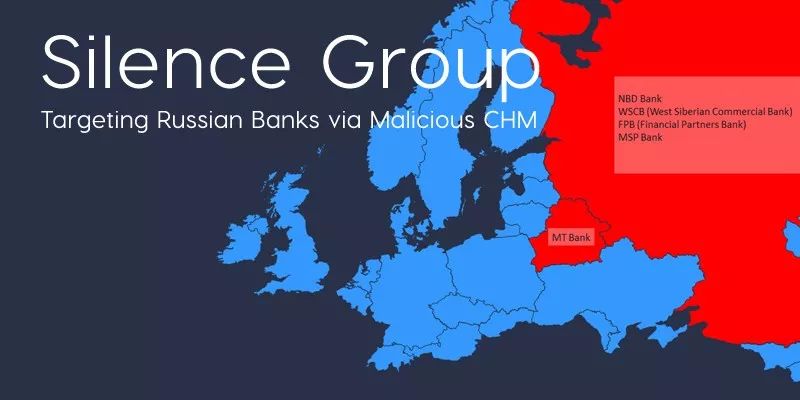 Silence Group
Targeting Russian Banks via Malicious CHM
NBD Bank
WSCB (West Siberian Commercial Bank)
FPB (Financial Partners Bank)
MSP Bank
MT Bank